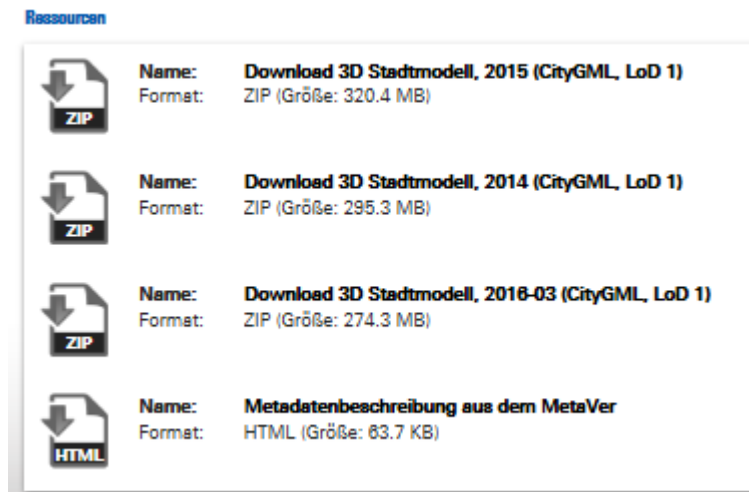 Ressourcen
Name: Download 3D Stadtmodell, 2015 (CityGML, LoD 1)
Format: ZIP (Größe: 320.4 MB)
ZIP
Name: Download 3D Stadtmodell, 2014 (CityGML, LoD 1)
Format: ZIP (Größe: 295.3 MB)
ZIP
Name: Download 3D Stadtmodell, 2016-03 (CityGML, LoD 1)
Format: ZIP (Größe: 274.3 MB)
ZIP
Name: Metadatenbeschreibung aus dem MetaVer
Format: HTML (Größe: 63.7 KB)
HTML